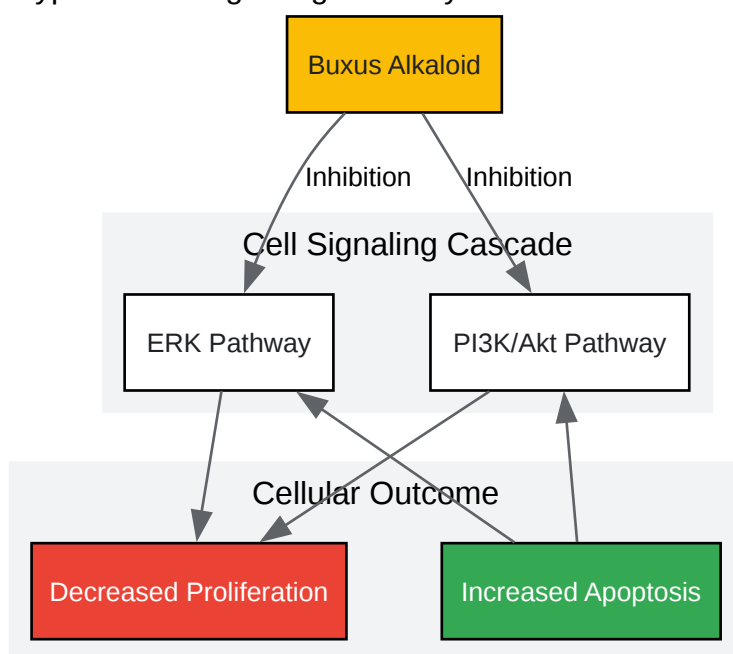 Buxus Alkaloid
Inhibition Inhibition
Cell Signaling Cascade
ERK Pathway PI3K/Akt Pathway
Cellular Outcome
Decreased Proliferation Increased Apoptosis